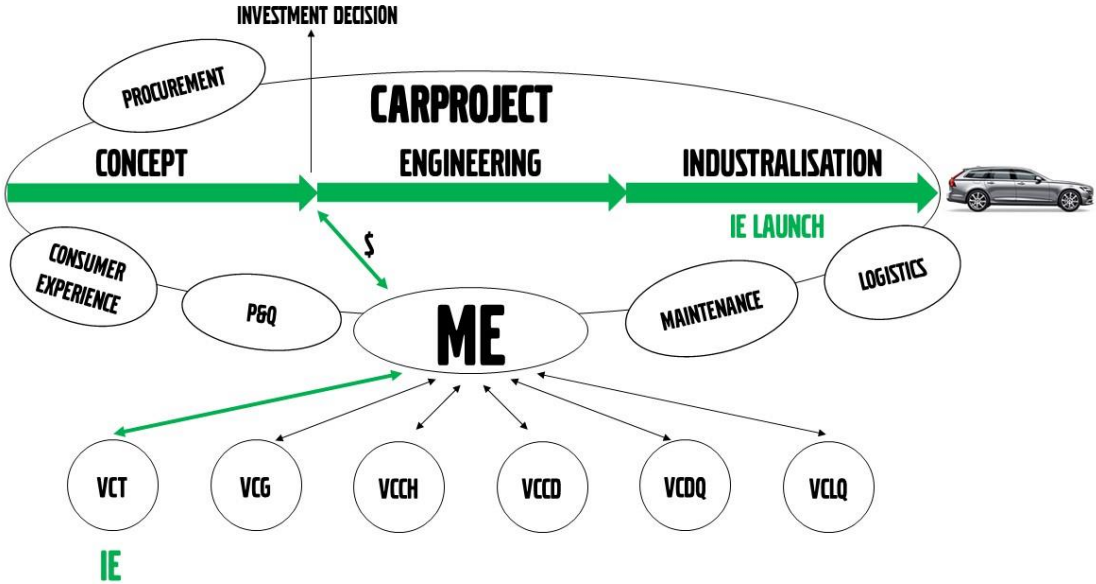 INVESTMENT DECISION
PROCUREMENT
CARPROJECT
CONCEPT
ENGINEERING
INDUSTRALISATION
IE LAUNCH
CONSUMER
EXPERIENCE
$
P&Q
ME
MAINTENANCE
LOGISTICS
VCT
VCG
VCCH
VCCD
VCDQ
VCLQ
IE